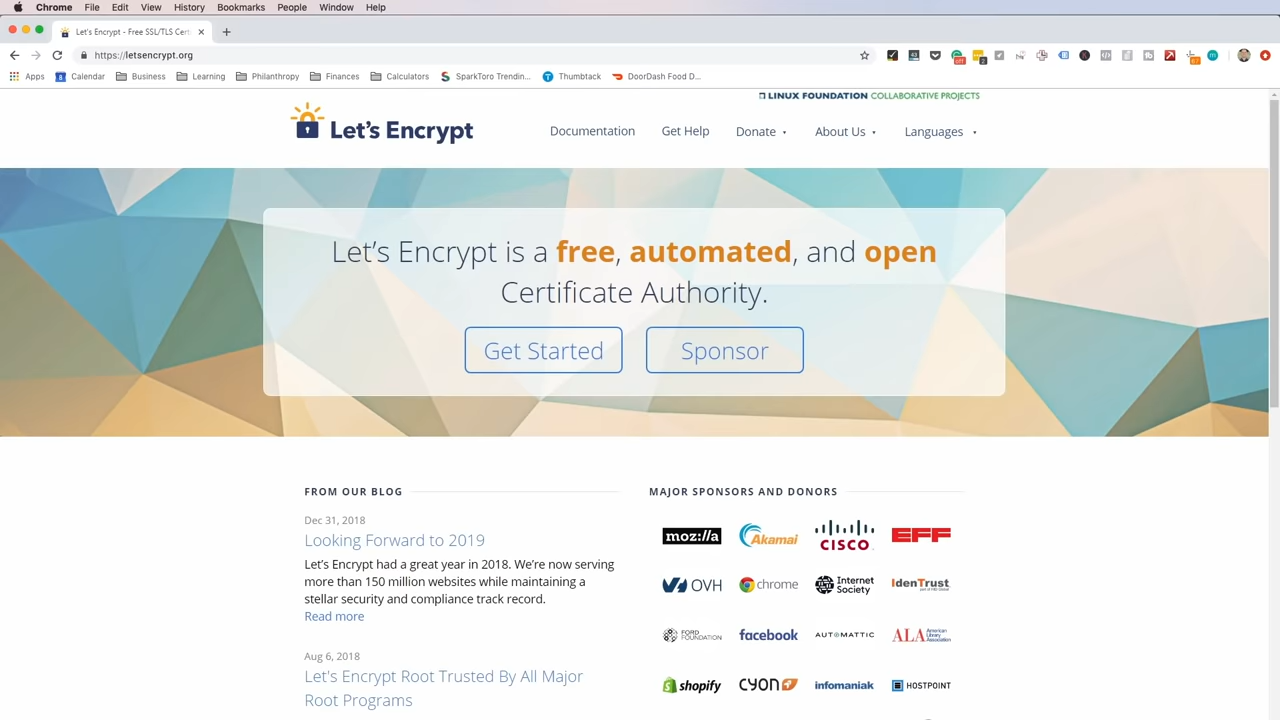 Chrome File Edit View History Bookmarks People Window Help
Let's Encrypt - Free SSL/TLS Cert
https://letsencrypt.org
Apps Calendar Business Learning Philanthropy Finances Calculators SparkToro Trendin... Thumbtack DoorDash Food D...
LINUX FOUNDATION COLLABORATIVE PROJECTS
Let's Encrypt
Documentation Get Help Donate About Us Languages
Let's Encrypt is a free, automated, and open
Certificate Authority.
Get Started Sponsor
FROM OUR BLOG
Dec 31, 2018
Looking Forward to 2019
Let's Encrypt had a great year in 2018. We're now serving
more than 150 million websites while maintaining a
stellar security and compliance track record.
Read more
Aug 6, 2018
Let's Encrypt Root Trusted By All Major
Root Programs
MAJOR SPONSORS AND DONORS
moz://a Akamai CISCO EFF
OVH chrome Internet Society IdenTrust
FORD FOUNDATION facebook AUTOMATTIC ALA American Library Association
shopify CYON infomaniak HOSTPOINT